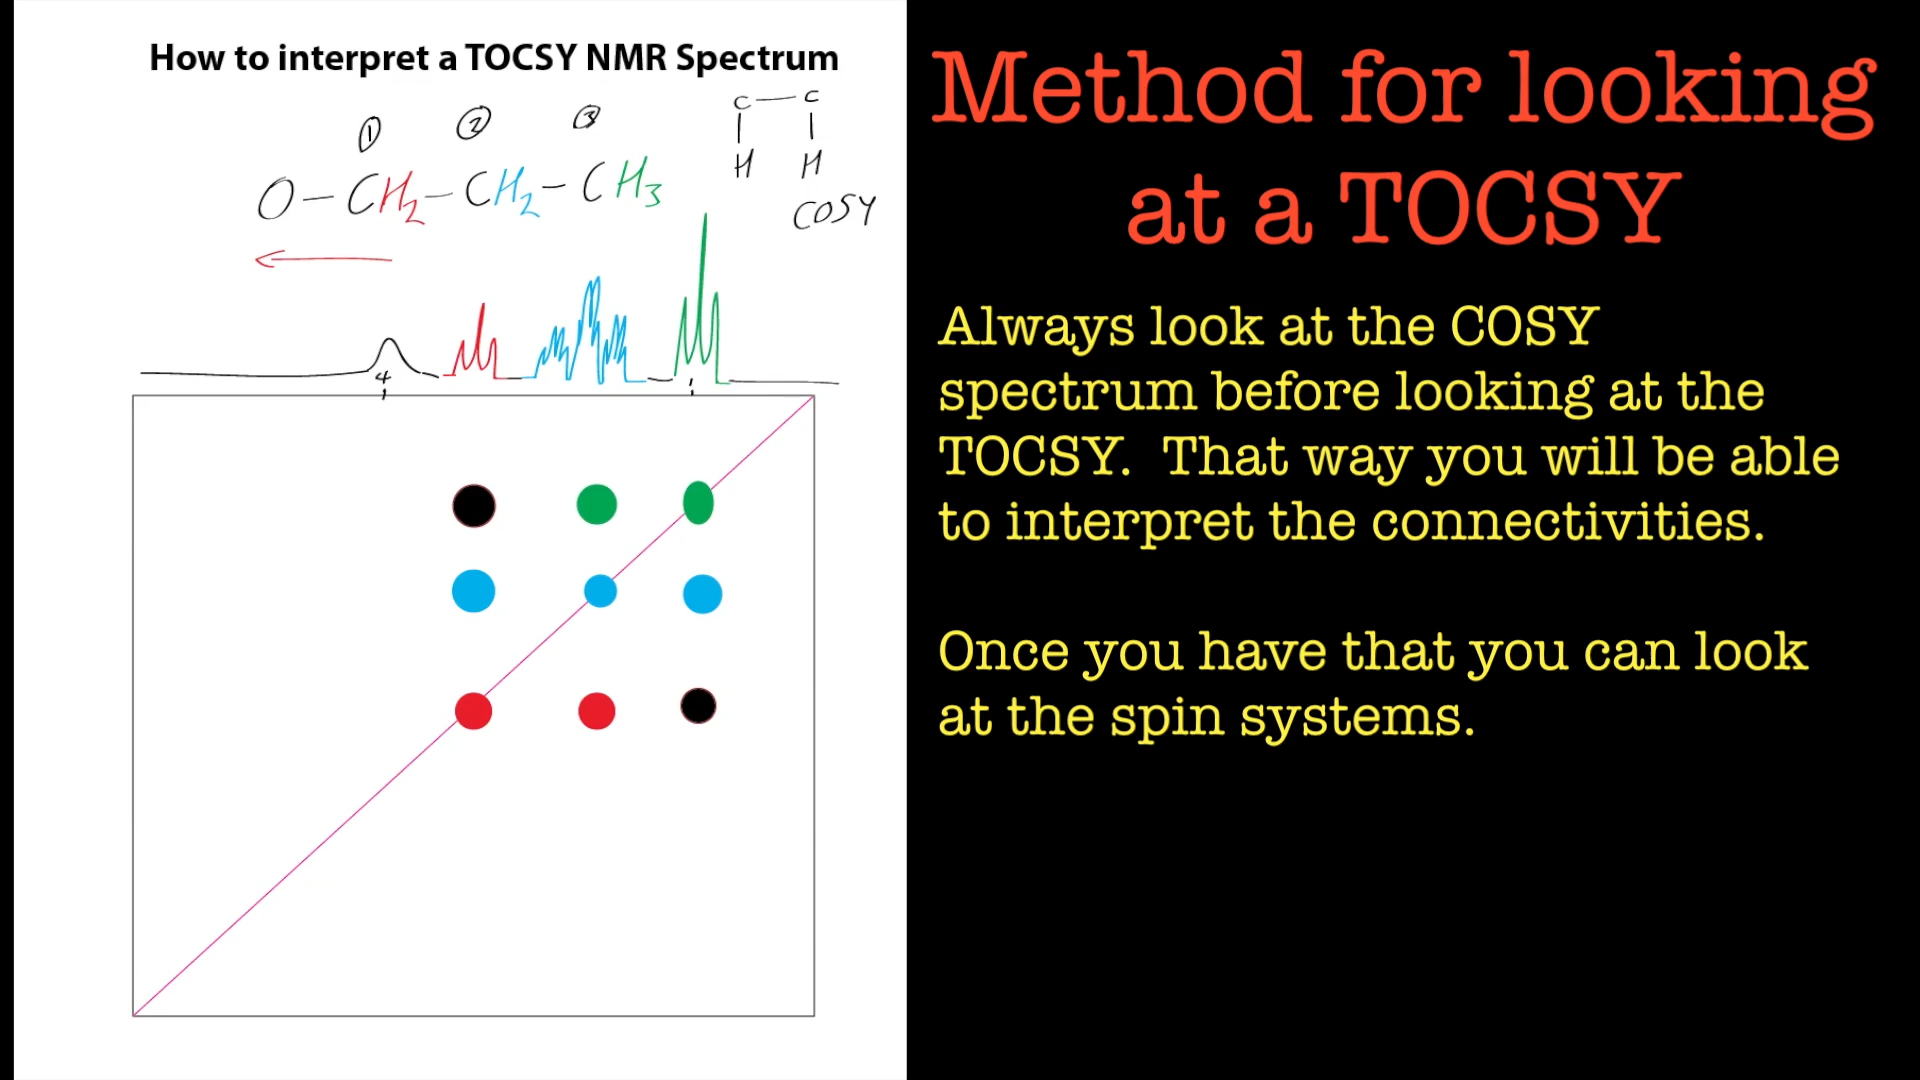 How to interpret a TOCSY NMR Spectrum
① ② ③
O-CH2-CH2-CH3
C-C
H H
COSY
4
Method for looking
at a TOCSY
Always look at the COSY
spectrum before looking at the
TOCSY. That way you will be able
to interpret the connectivities.
Once you have that you can look
at the spin systems.